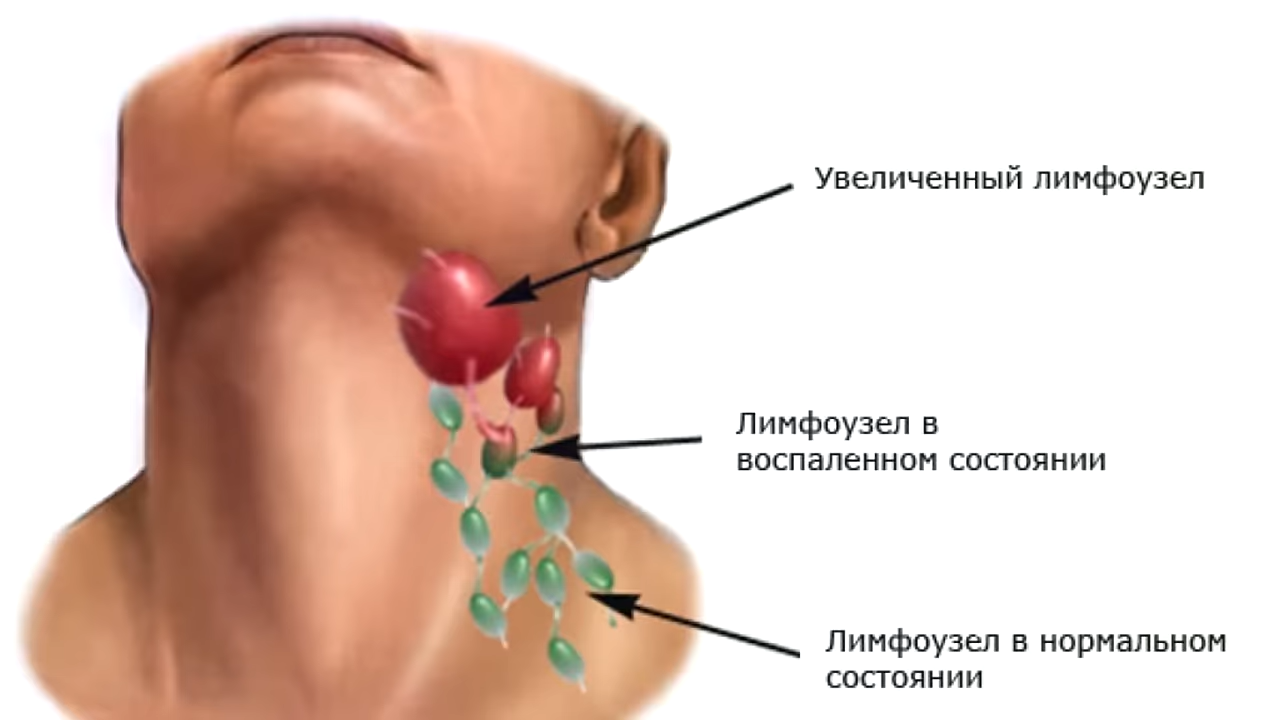 Увеличенный лимфоузел
Лимфоузел в
воспаленном состоянии
Лимфоузел в нормальном
состоянии